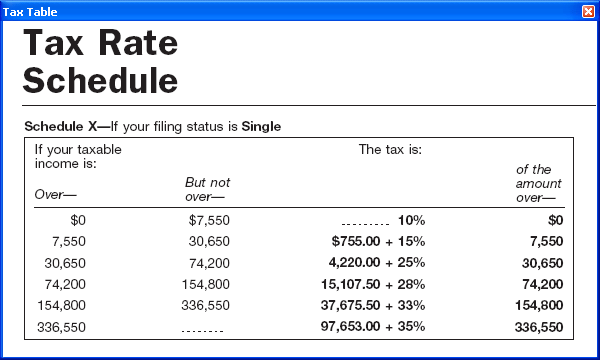 Tax Table
Tax Rate
Schedule
Schedule X—If your filing status is Single
If your taxable
income is:
The tax is:
Over—
But not
over—
of the
amount
over—
$0 $7,550 ......... 10% $0
7,550 30,650 $755.00 + 15% 7,550
30,650 74,200 4,220.00 + 25% 30,650
74,200 154,800 15,107.50 + 28% 74,200
154,800 336,550 37,675.50 + 33% 154,800
336,550 ........ 97,653.00 + 35% 336,550